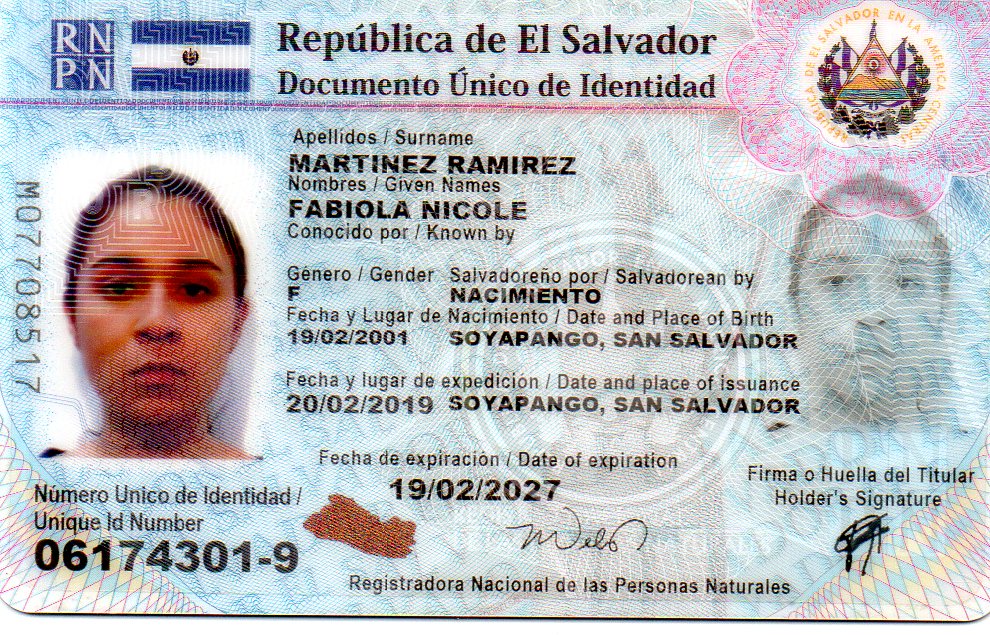 RN
PN
República de El Salvador
Documento Único de Identidad
REPUBLICA DE EL SALVADOR EN LA AMERICA CENTRAL
Apellidos / Surname
MARTINEZ RAMIREZ
Nombres / Given Names
FABIOLA NICOLE
Conocido por / Known by
Género / Gender Salvadoreño por / Salvadorean by
F NACIMIENTO
Fecha y Lugar de Nacimiento / Date and Place of Birth
19/02/2001 SOYAPANGO, SAN SALVADOR
Fecha y lugar de expedición / Date and place of issuance
20/02/2019 SOYAPANGO, SAN SALVADOR
Fecha de expiración / Date of expiration
19/02/2027
M07708517
Número Unico de Identidad /
Unique Id Number
06174301-9
Firma o Huella del Titular
Holder's Signature
Registradora Nacional de las Personas Naturales